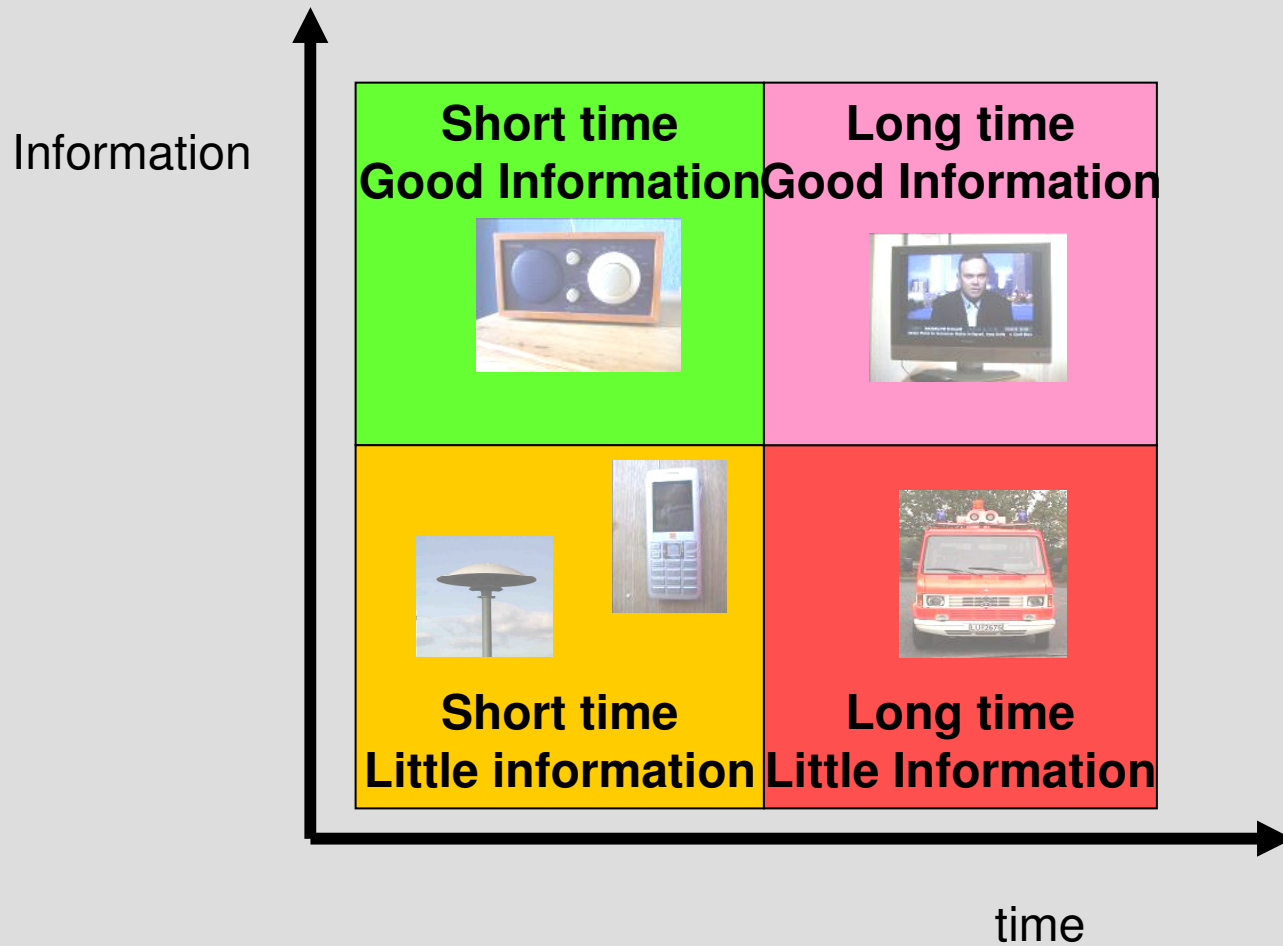 Information
Short time
Good Information
Long time
Good Information
Short time
Little information
Long time
Little Information
time